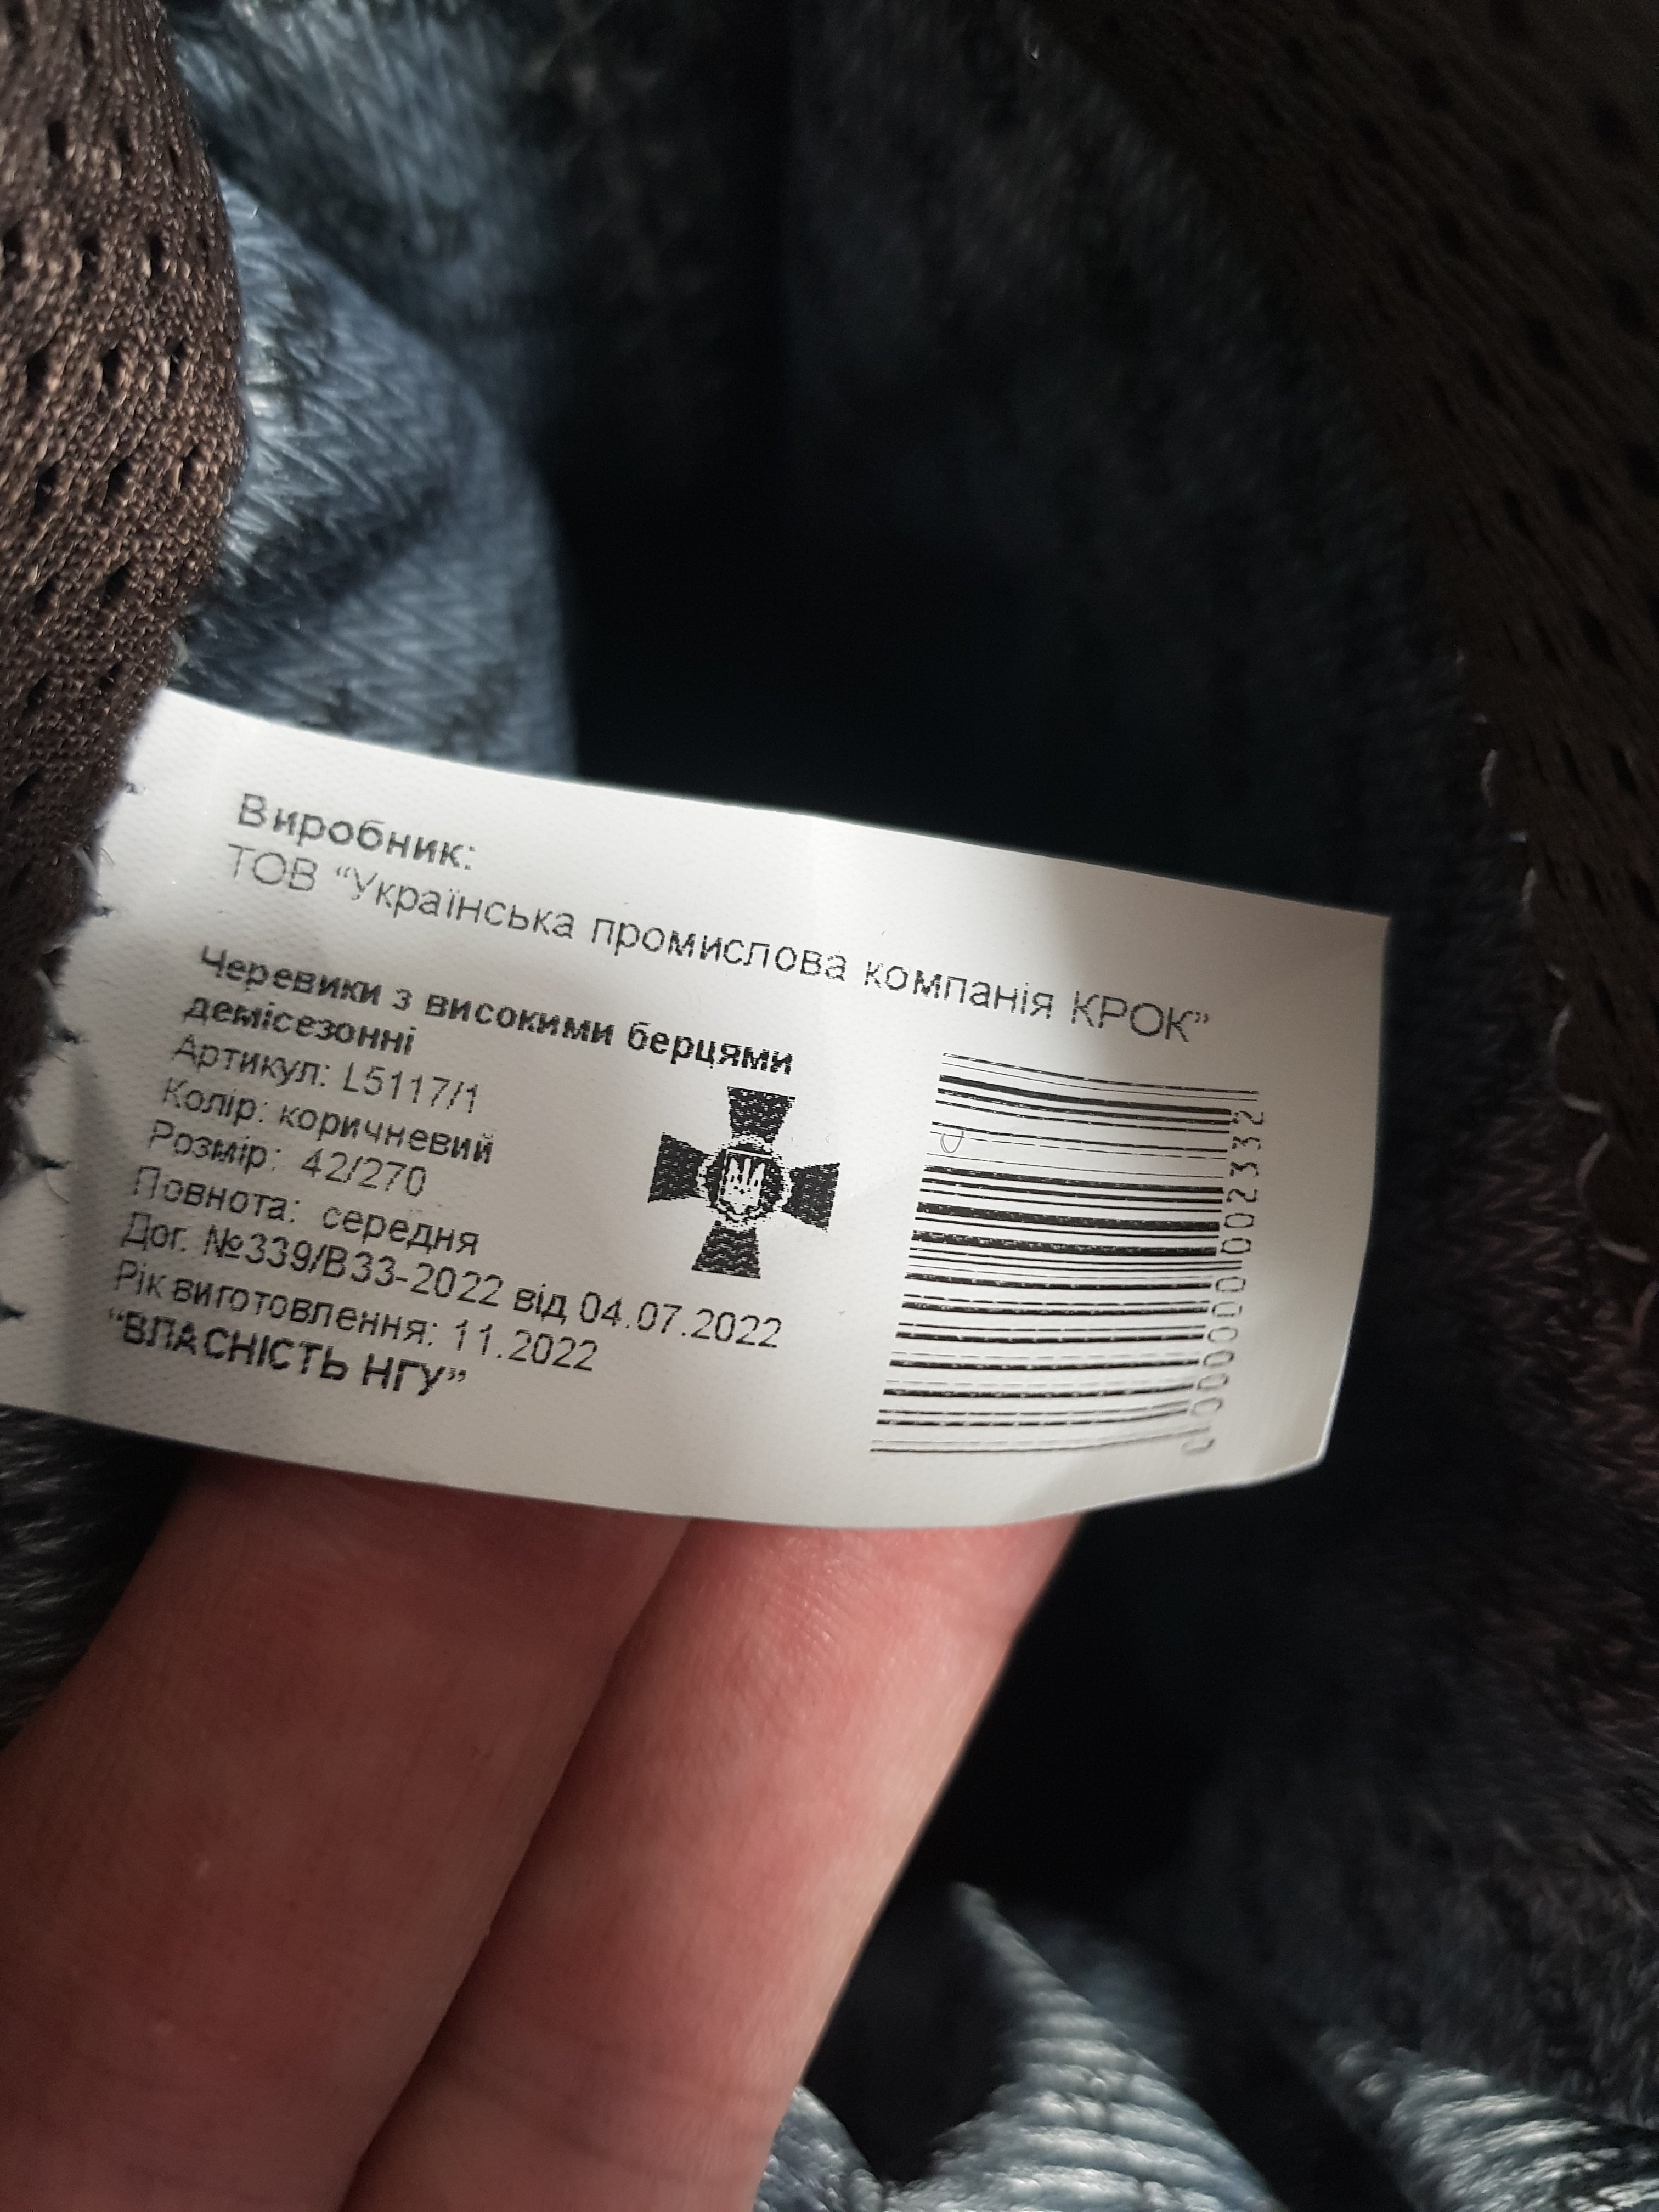 Виробник:
ТОВ “Українська промислова компанія КРОК”
Черевики з високими берцями
демісезонні
Артикул: L5117/1
Колір: коричневий
Розмір: 42/270
Повнота: середня
Дог. №339/В33-2022 від 04.07.2022
Рік виготовлення: 11.2022
“ВЛАСНІСТЬ НГУ”